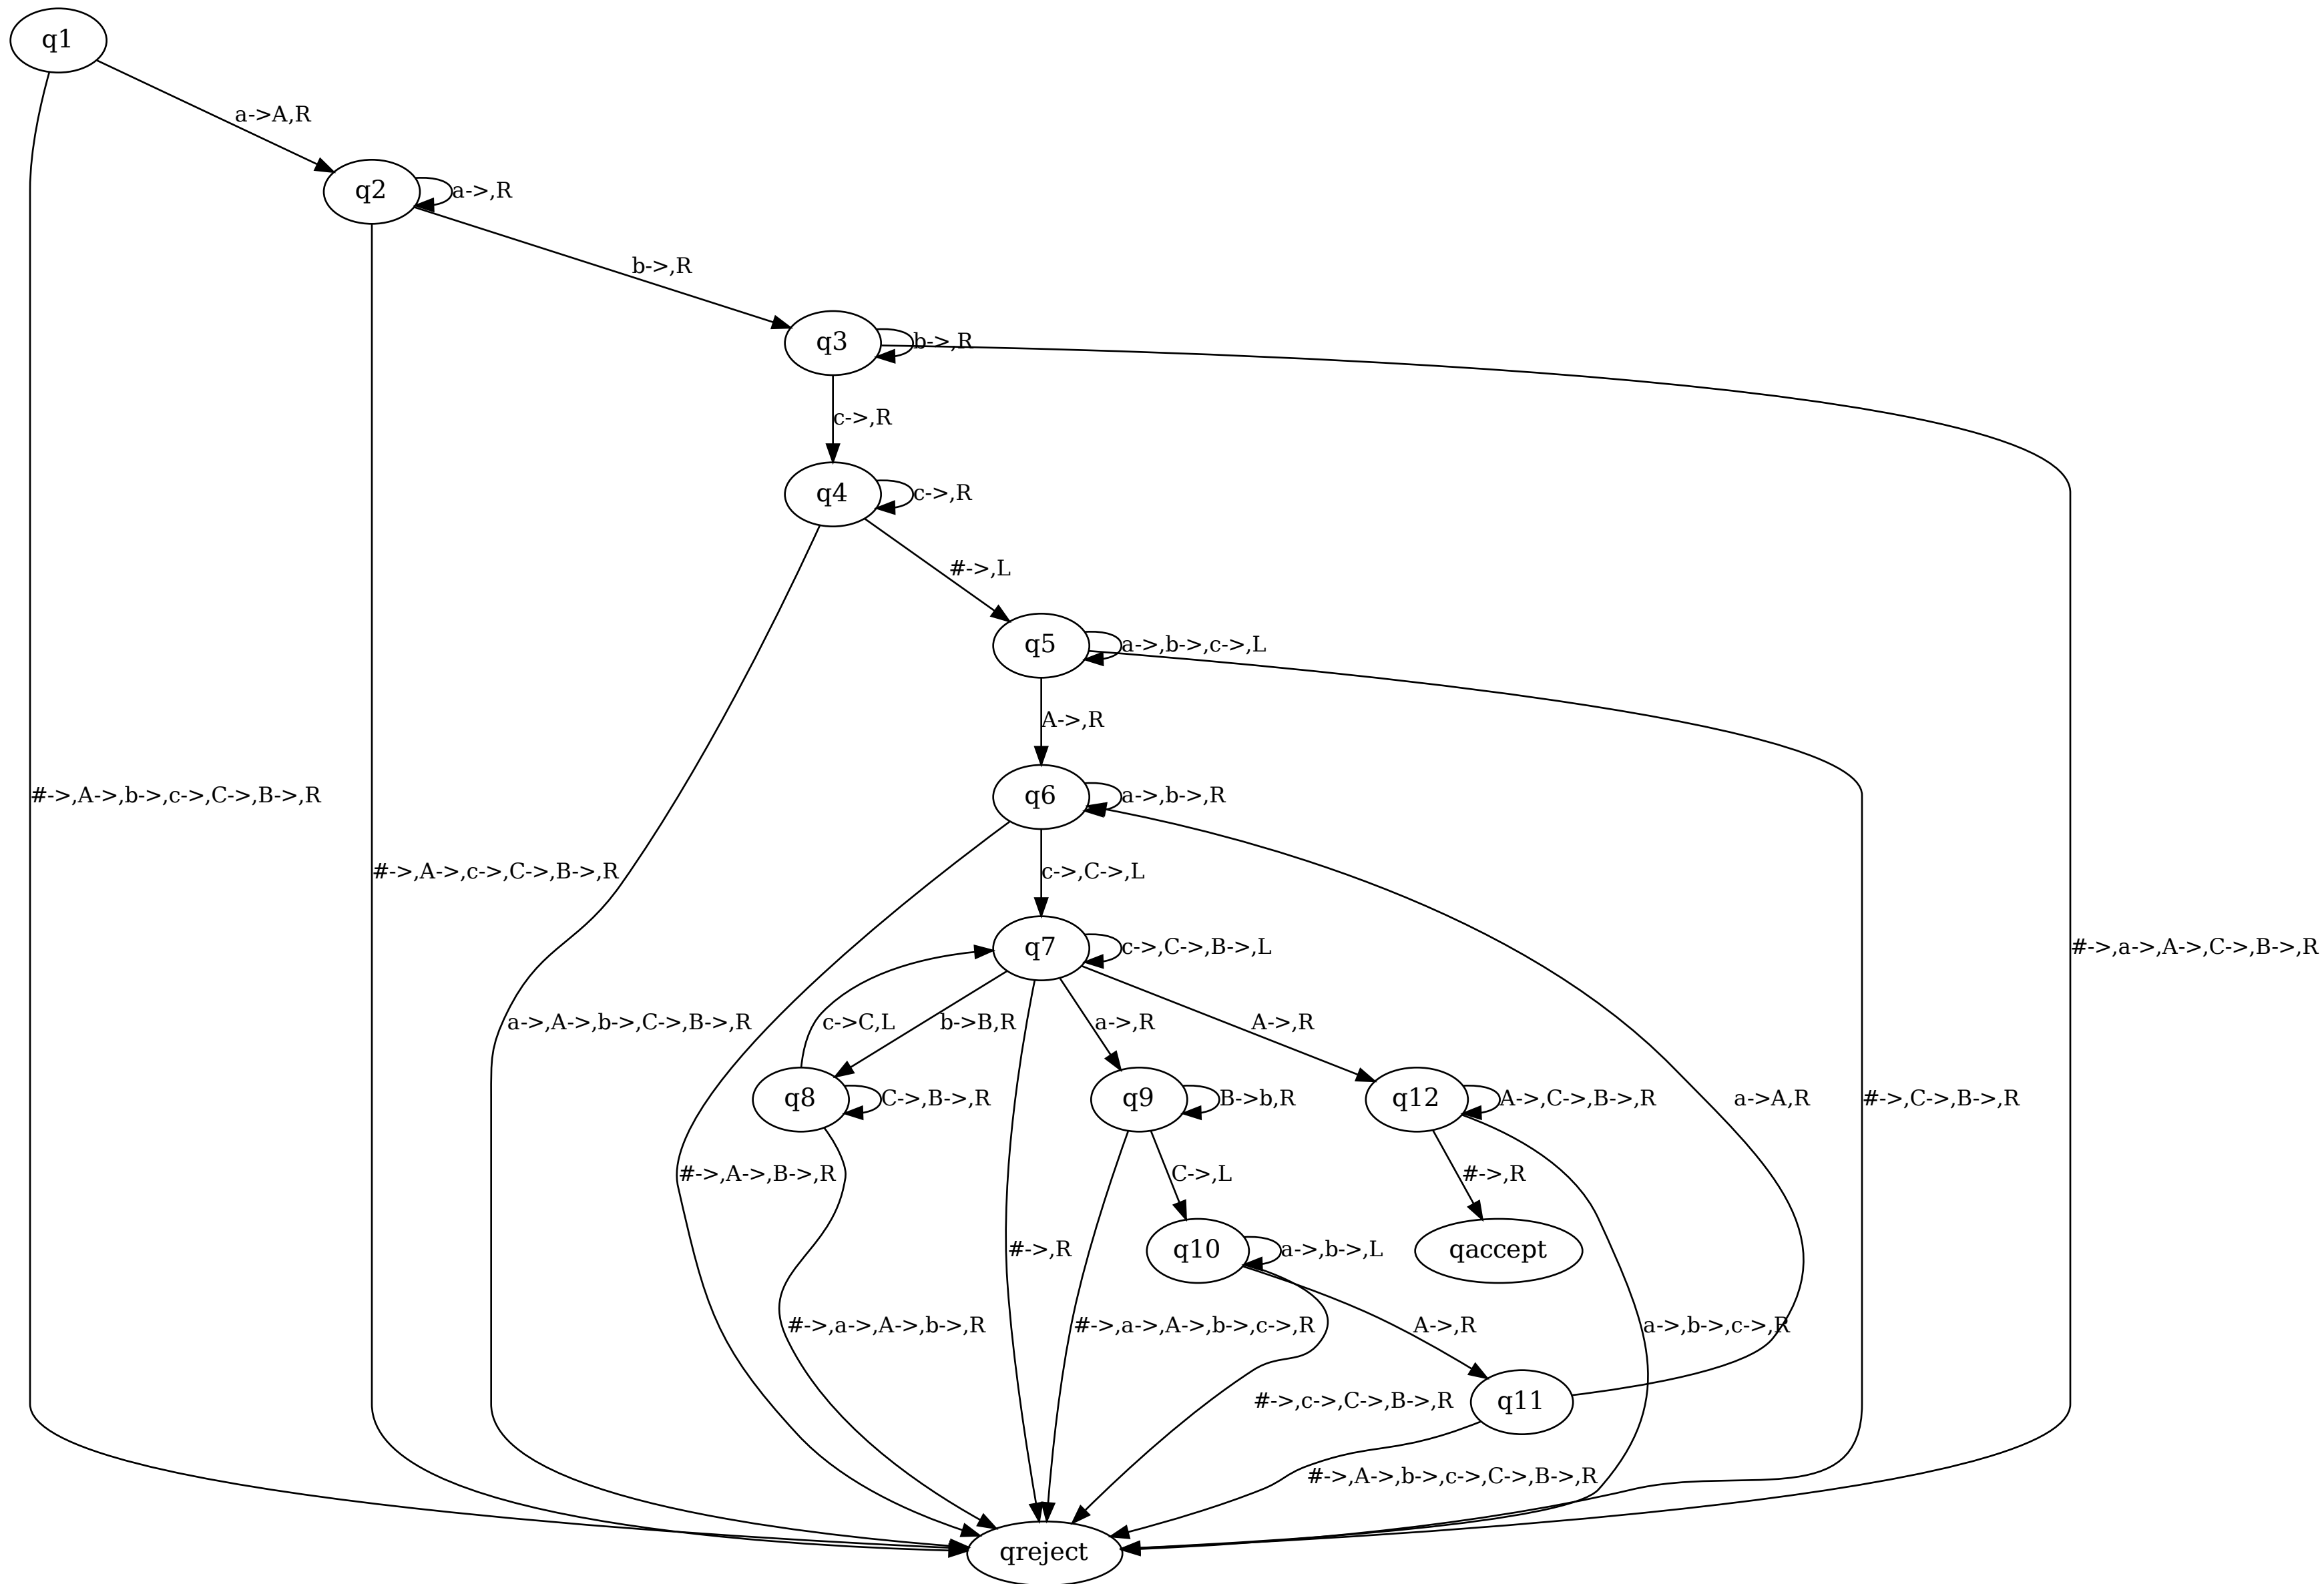 q1
a->A,R
q2
a->,R
b->,R
q3
b->,R
c->,R
q4
c->,R
#->,L
q5
a->,b->,c->,L
A->,R
#->,A->,b->,c->,C->,B->,R
q6
a->,b->,R
#->,A->,c->,C->,B->,R
c->,C->,L
q7
c->,C->,B->,L
#->,a->,A->,C->,B->,R
a->,A->,b->,C->,B->,R
c->C,L
b->B,R
a->,R
A->,R
q8
C->,B->,R
q9
B->b,R
q12
A->,C->,B->,R
a->A,R
#->,C->,B->,R
#->,A->,B->,R
C->,L
#->,R
#->,R
q10
a->,b->,L
qaccept
#->,a->,A->,b->,R
#->,a->,A->,b->,c->,R
A->,R
a->,b->,c->,R
#->,c->,C->,B->,R
q11
#->,A->,b->,c->,C->,B->,R
qreject